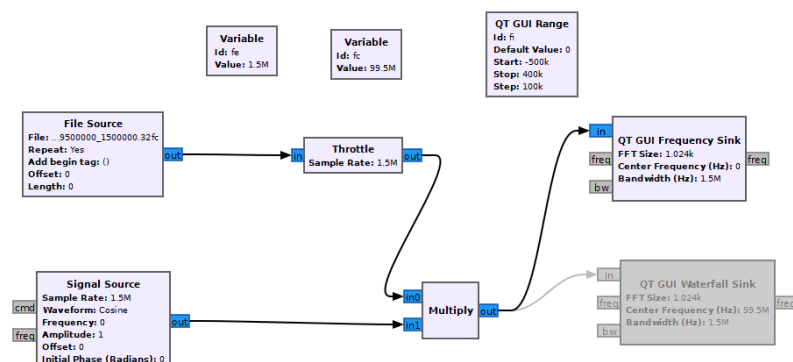 Variable
Id: fe
Value: 1.5M
Variable
Id: fc
Value: 99.5M
QT GUI Range
Id: fi
Default Value: 0
Start: -500k
Stop: 400k
Step: 100k
File Source
File: ...9500000_1500000.32fc
Repeat: Yes
Add begin tag: ()
Offset: 0
Length: 0
out
in
Throttle
Sample Rate: 1.5M
out
in
freq
bw
QT GUI Frequency Sink
FFT Size: 1.024k
Center Frequency (Hz): 0
Bandwidth (Hz): 1.5M
freq
cmd
freq
Signal Source
Sample Rate: 1.5M
Waveform: Cosine
Frequency: 0
Amplitude: 1
Offset: 0
Initial Phase (Radians): 0
out
in0
in1
Multiply
out
in
freq
bw
QT GUI Waterfall Sink
FFT Size: 1.024k
Center Frequency (Hz): 99.5M
Bandwidth (Hz): 1.5M
freq